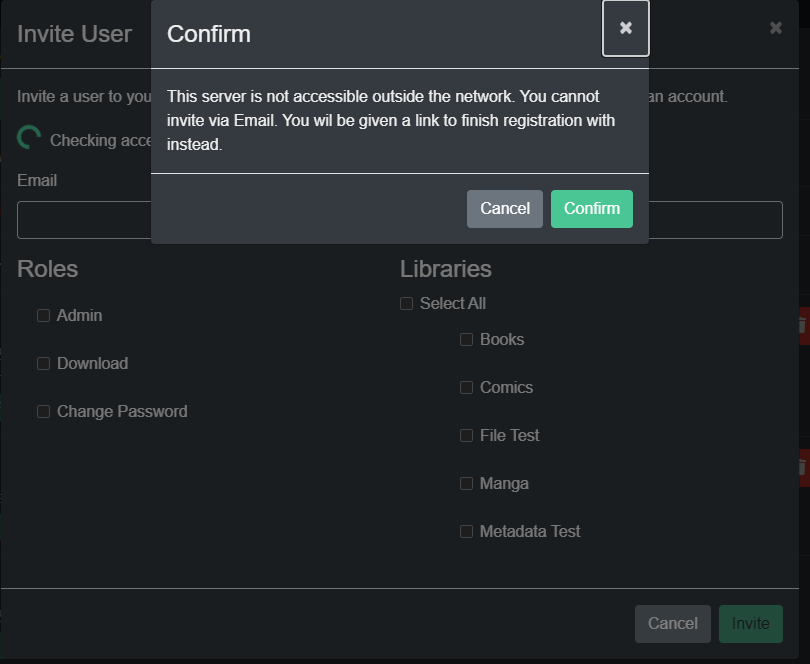 Invite User
Confirm
✖
✖
This server is not accessible outside the network. You cannot
invite via Email. You wil be given a link to finish registration with
instead.
Cancel
Confirm
Invite a user to you
an account.
Checking acce
Email
Roles
Admin
Download
Change Password
Libraries
Select All
Books
Comics
File Test
Manga
Metadata Test
Cancel
Invite